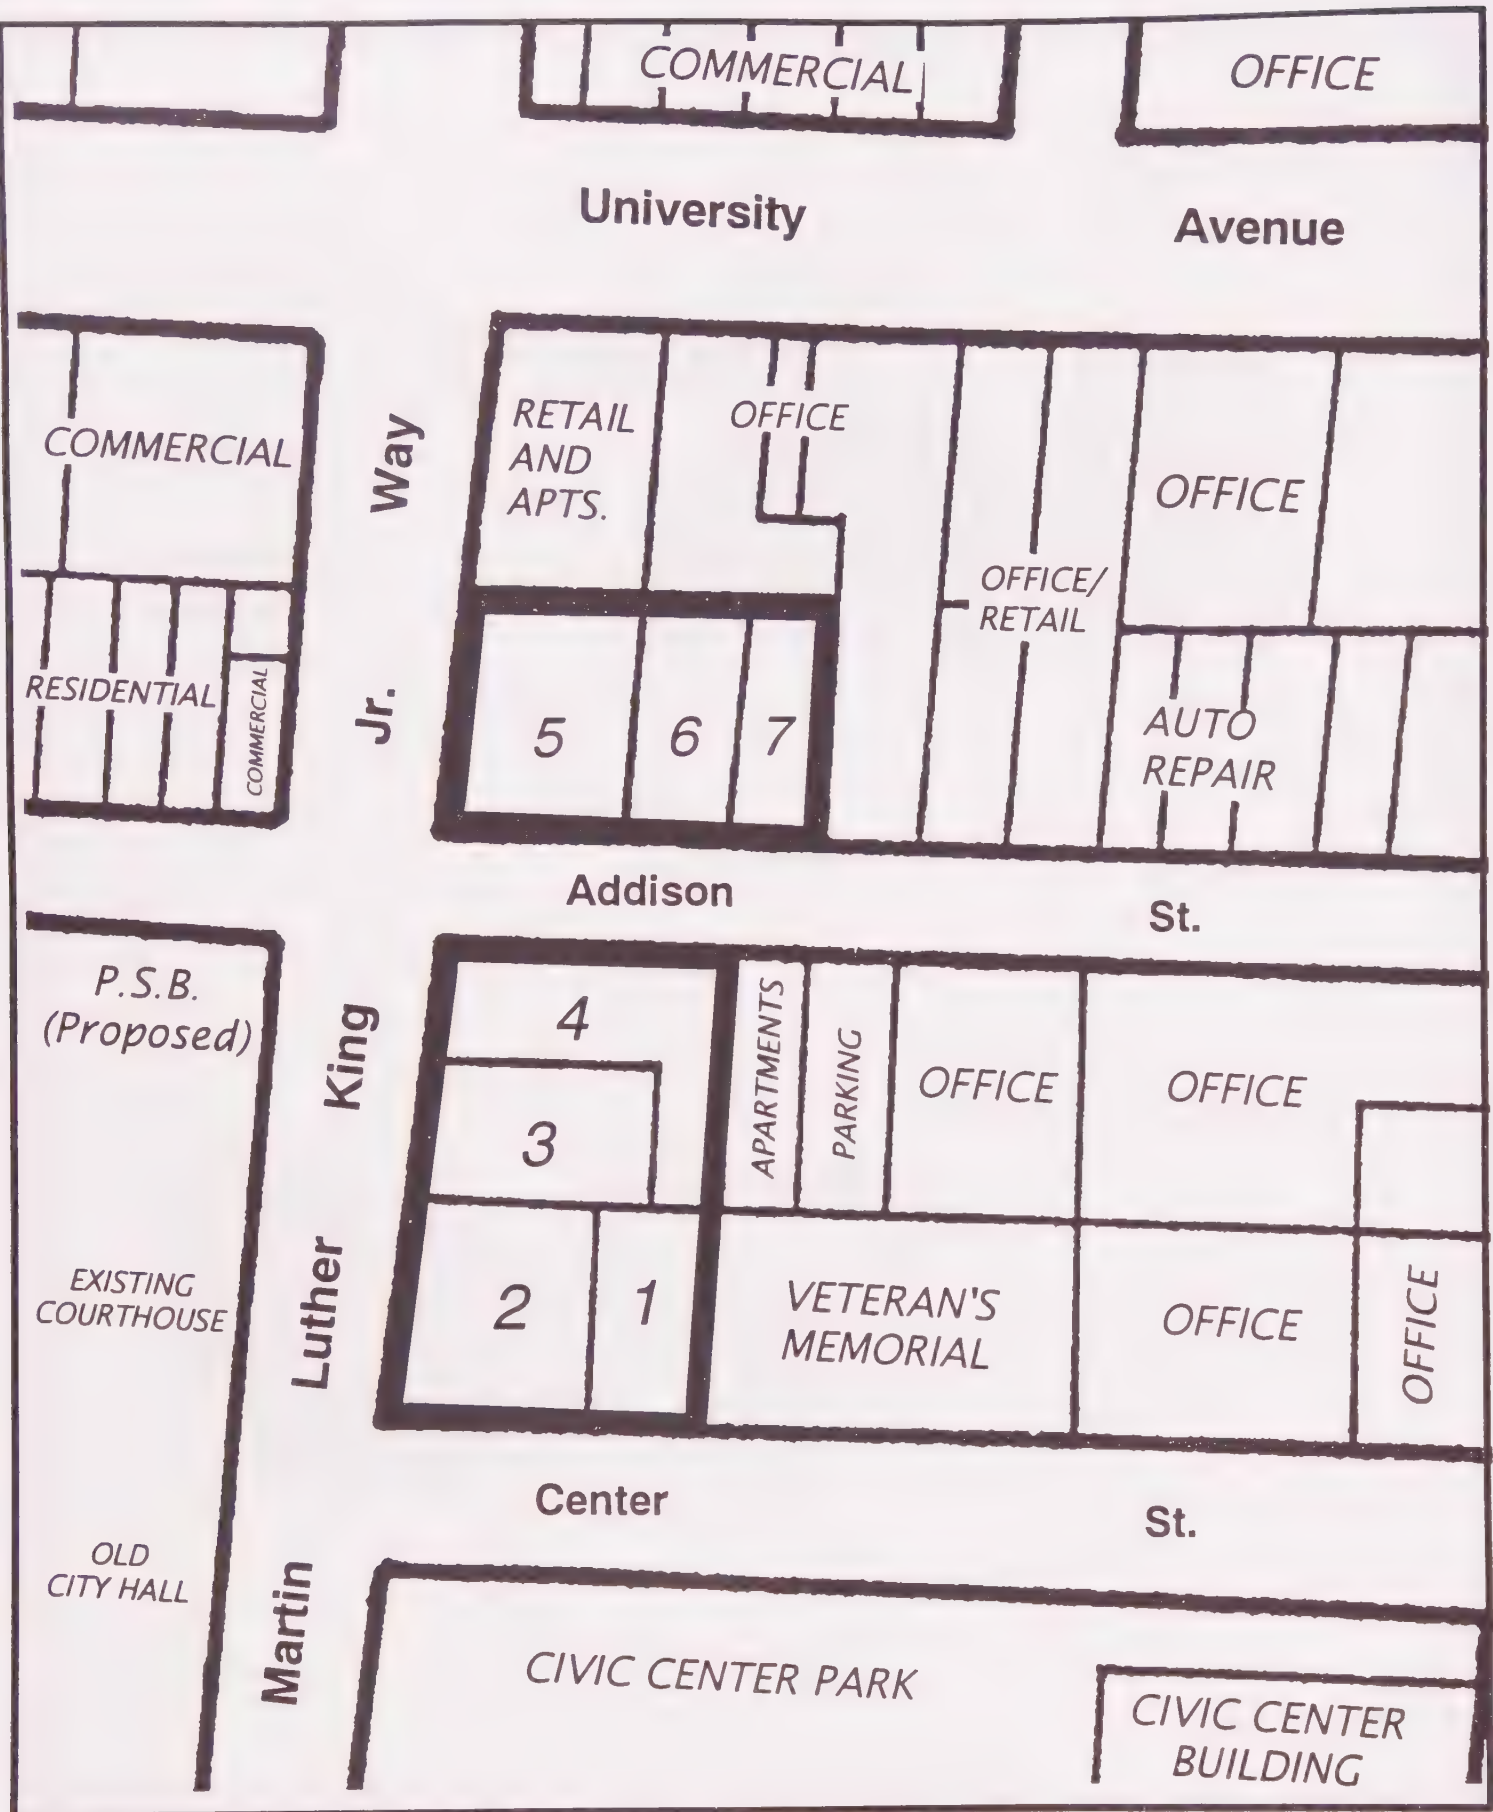 COMMERCIAL
OFFICE
University Avenue
COMMERCIAL
RETAIL
AND
APTS.
OFFICE
OFFICE
OFFICE/
RETAIL
RESIDENTIAL
COMMERCIAL
5
6
7
AUTO
REPAIR
Addison St.
P.S.B.
(Proposed)
4
3
APARTMENTS
PARKING
OFFICE
OFFICE
EXISTING
COURTHOUSE
2
1
VETERAN'S
MEMORIAL
OFFICE
OFFICE
Center St.
OLD
CITY HALL
Martin Luther King Jr. Way
CIVIC CENTER PARK
CIVIC CENTER
BUILDING